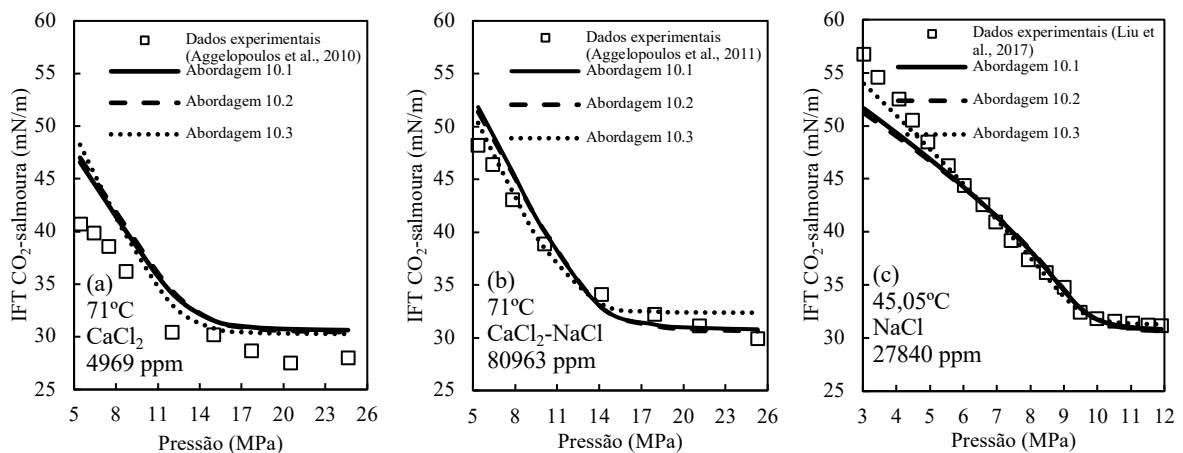 60
55
50
45
40
35
30
25
IFT CO₂-salmoura (mN/m)
Dados experimentais
(Aggelopoulos et al., 2010)
Abordagem 10.1
Abordagem 10.2
Abordagem 10.3
(a)
71ºC
CaCl₂
4969 ppm
5 8 11 14 17 20 23 26
Pressão (MPa)
60
55
50
45
40
35
30
25
IFT CO₂-salmoura (mN/m)
Dados experimentais
(Aggelopoulos et al., 2011)
Abordagem 10.1
Abordagem 10.2
Abordagem 10.3
(b)
71ºC
CaCl₂-NaCl
80963 ppm
5 8 11 14 17 20 23 26
Pressão (MPa)
60
55
50
45
40
35
30
25
IFT CO₂-salmoura (mN/m)
Dados experimentais (Liu
et al., 2017)
Abordagem 10.1
Abordagem 10.2
Abordagem 10.3
(c)
45,05ºC
NaCl
27840 ppm
3 4 5 6 7 8 9 10 11 12
Pressão (MPa)